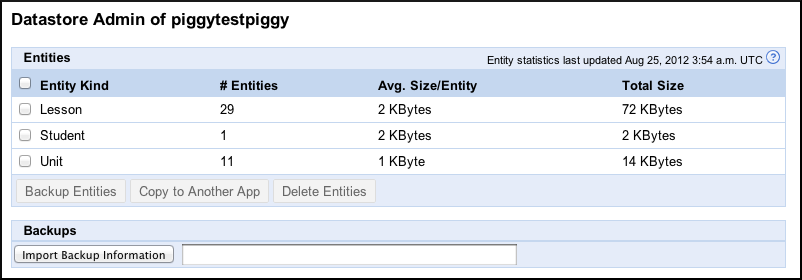 Datastore Admin of piggytestpiggy
Entities Entity statistics last updated Aug 25, 2012 3:54 a.m. UTC ?
Entity Kind # Entities Avg. Size/Entity Total Size
Lesson 29 2 KBytes 72 KBytes
Student 1 2 KBytes 2 KBytes
Unit 11 1 KByte 14 KBytes
Backup Entities Copy to Another App Delete Entities
Backups
Import Backup Information